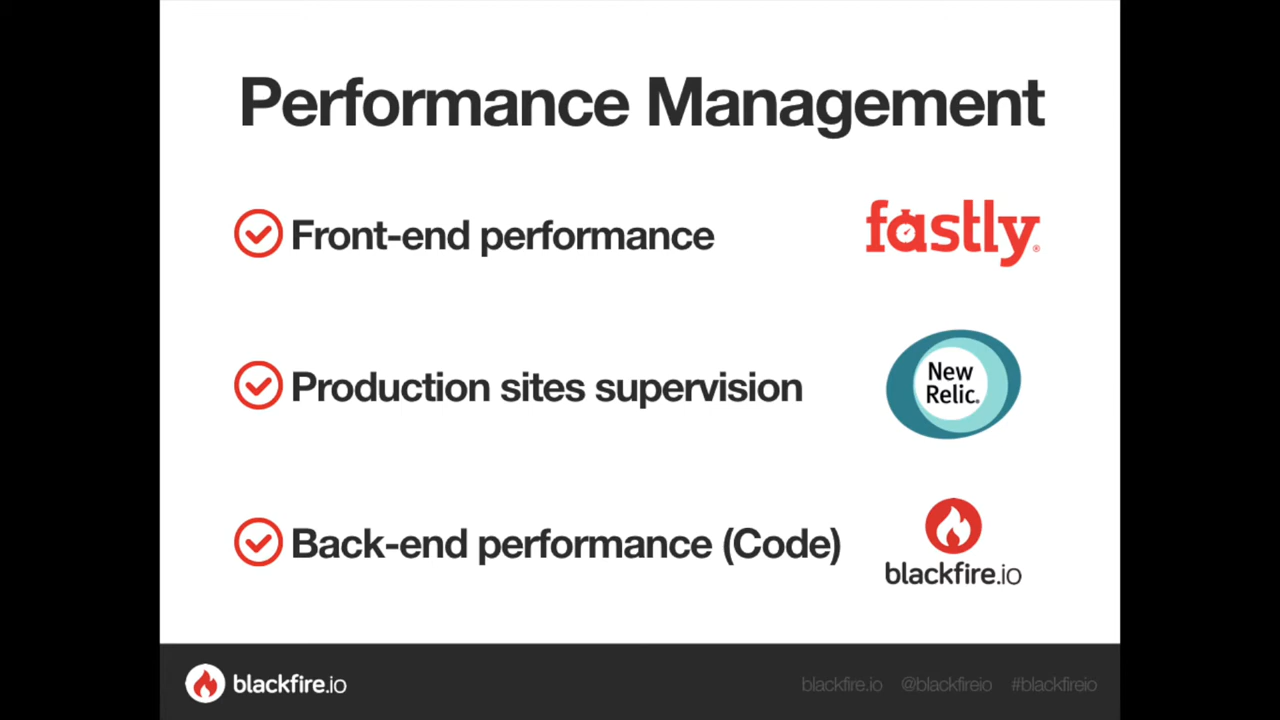 Performance Management
Front-end performance
fastly®
Production sites supervision
New
Relic®
Back-end performance (Code)
blackfire.io
blackfire.io
blackfire.io @blackfireio #blackfireio